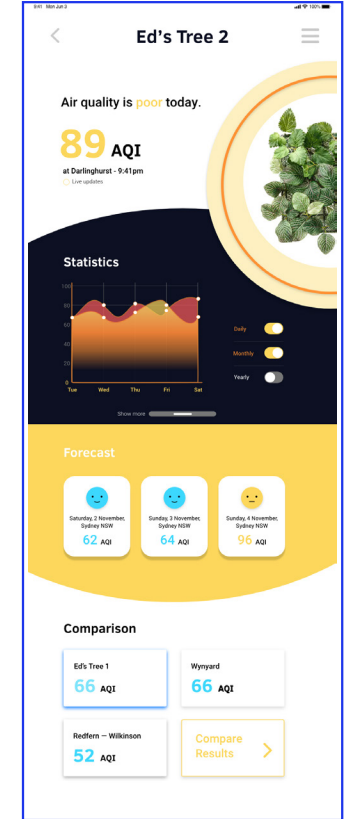 9:41 Mon Jun 3
100%
Ed's Tree 2
Air quality is poor today.
89 AQI
at Darlinghurst - 9:41pm
Live updates
Statistics
100
80
60
40
20
0
Tue Wed Thu Fri Sat
Daily
Monthly
Yearly
Show more
Forecast
Saturday, 2 November,
Sydney NSW
62 AQI
Sunday, 3 November,
Sydney NSW
64 AQI
Sunday, 4 November,
Sydney NSW
96 AQI
Comparison
Ed's Tree 1
66 AQI
Wynyard
66 AQI
Redfern — Wilkinson
52 AQI
Compare
Results